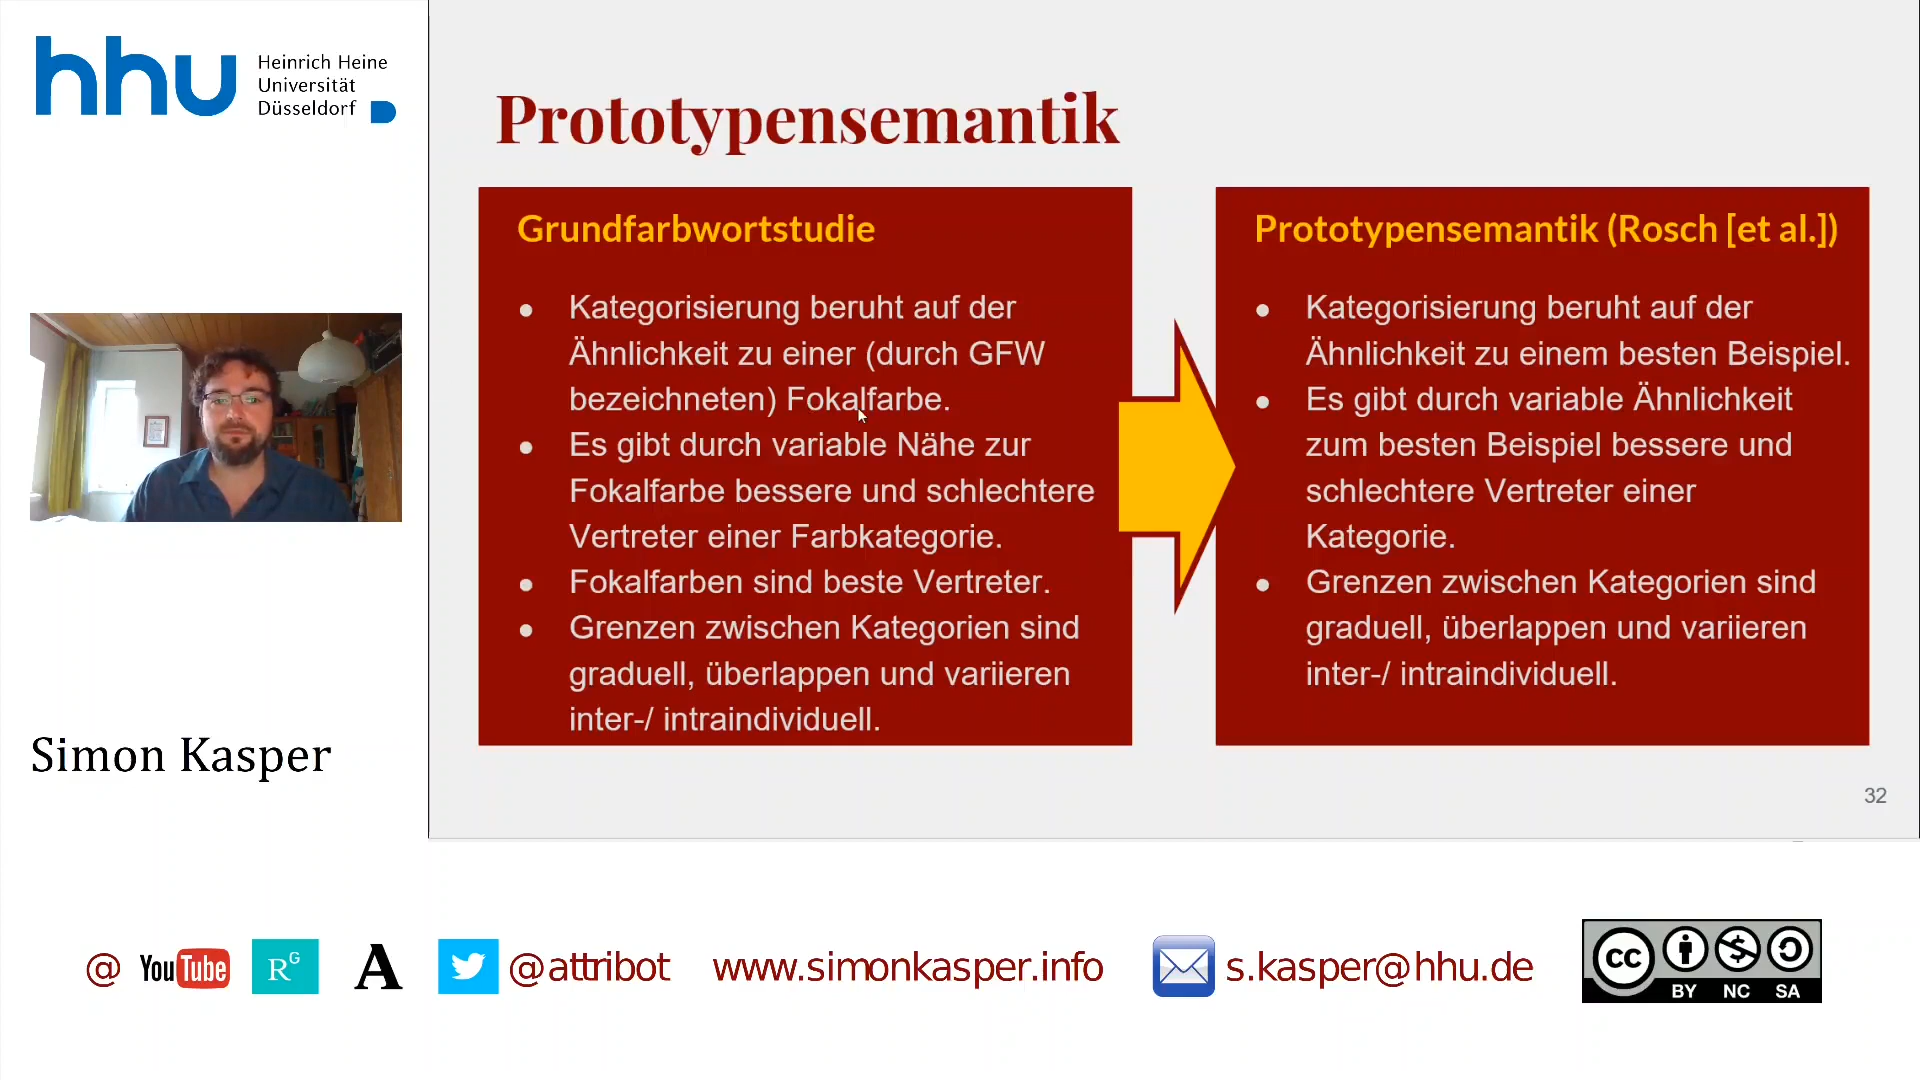 hhu
Heinrich Heine
Universität
Düsseldorf
Simon Kasper
Prototypensemantik
Grundfarbwortstudie
● Kategorisierung beruht auf der
Ähnlichkeit zu einer (durch GFW
bezeichneten) Fokalfarbe.
● Es gibt durch variable Nähe zur
Fokalfarbe bessere und schlechtere
Vertreter einer Farbkategorie.
● Fokalfarben sind beste Vertreter.
● Grenzen zwischen Kategorien sind
graduell, überlappen und variieren
inter-/ intraindividuell.
Prototypensemantik (Rosch [et al.])
● Kategorisierung beruht auf der
Ähnlichkeit zu einem besten Beispiel.
● Es gibt durch variable Ähnlichkeit
zum besten Beispiel bessere und
schlechtere Vertreter einer
Kategorie.
● Grenzen zwischen Kategorien sind
graduell, überlappen und variieren
inter-/ intraindividuell.
32
@ YouTube RG A @attribot www.simonkasper.info s.kasper@hhu.de
cc BY NC SA